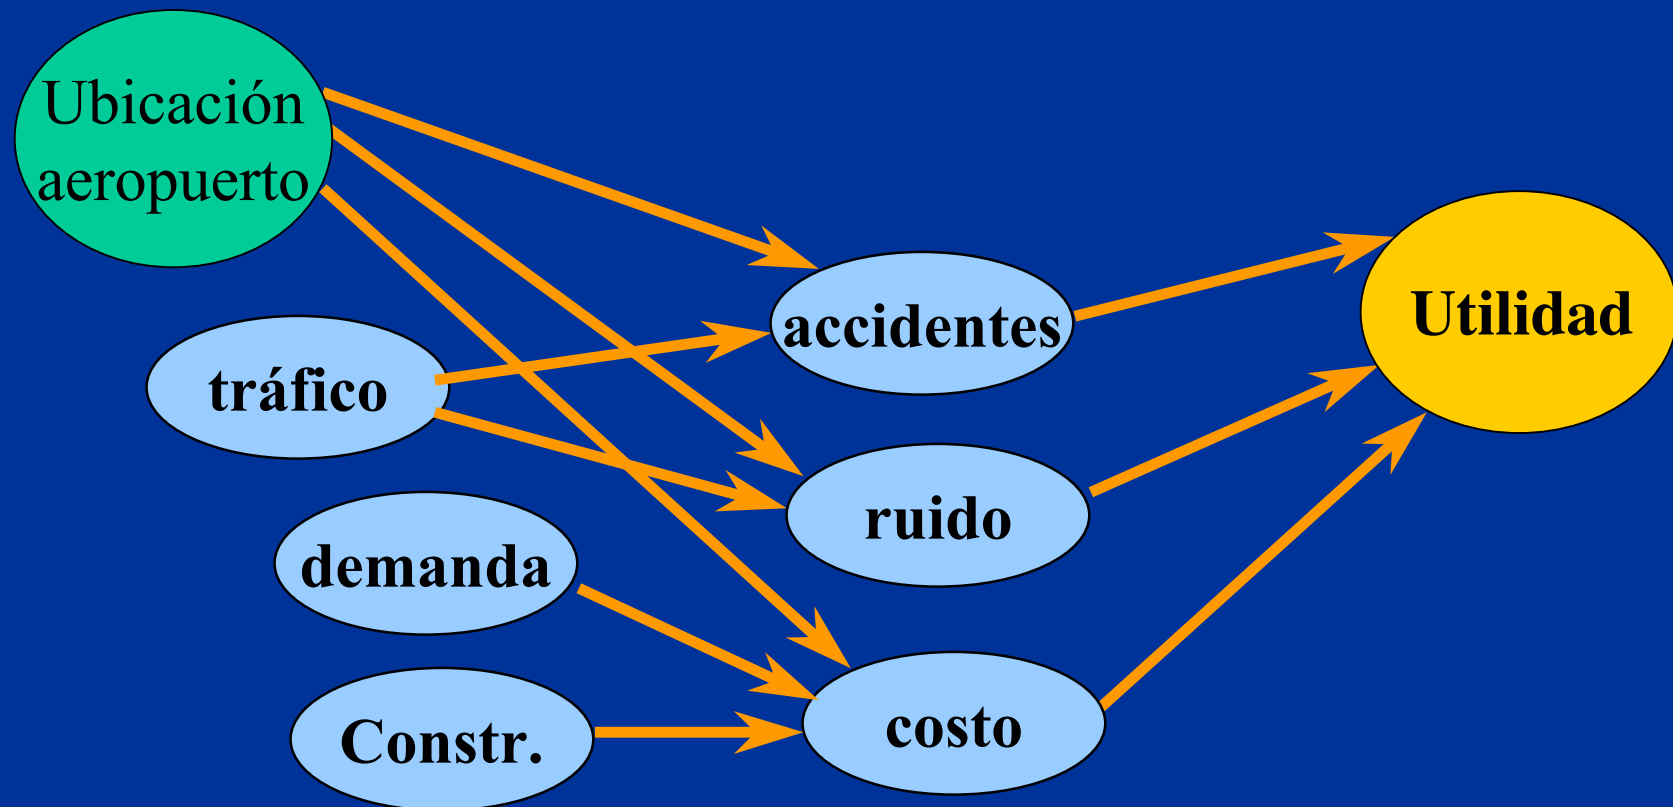 Ubicación
aeropuerto
accidentes
Utilidad
tráfico
ruido
demanda
costo
Constr.